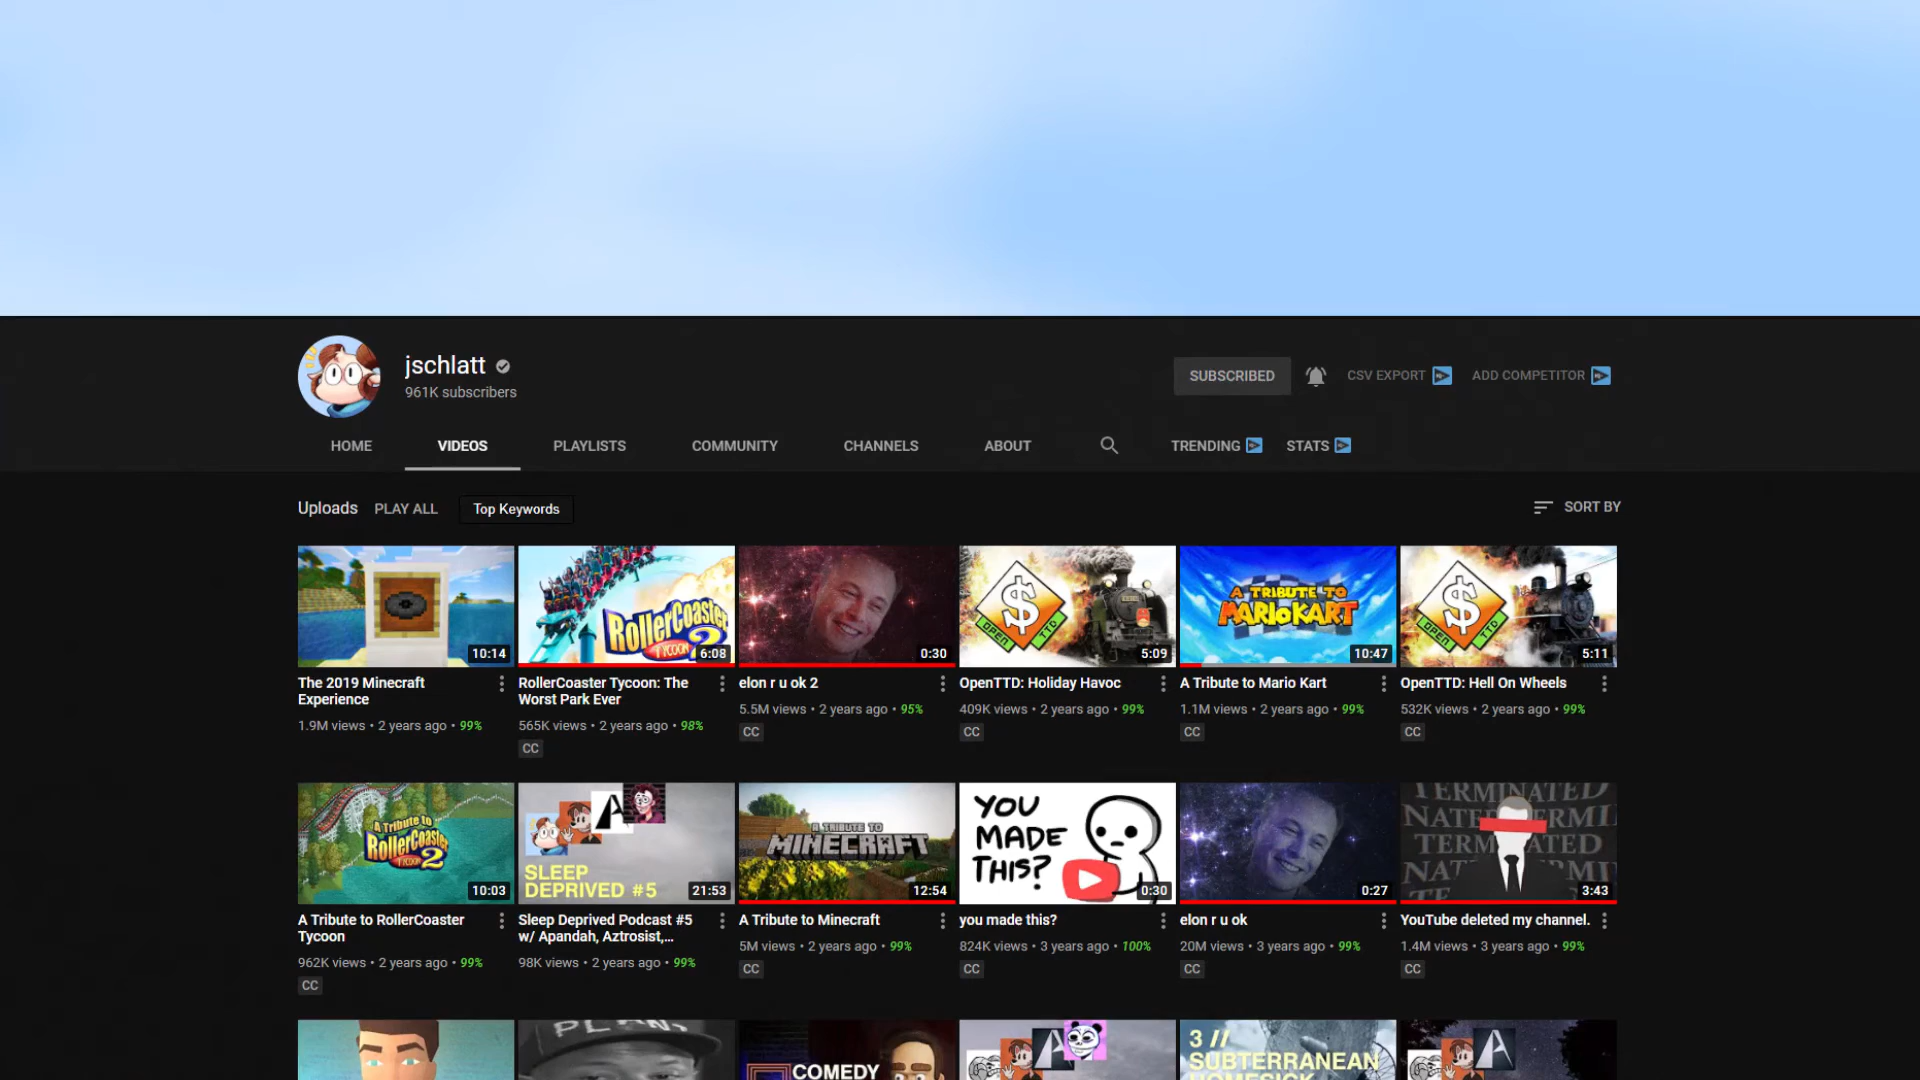 jschlatt
961K subscribers
SUBSCRIBED
CSV EXPORT
ADD COMPETITOR
HOME
VIDEOS
PLAYLISTS
COMMUNITY
CHANNELS
ABOUT
TRENDING
STATS
Uploads
PLAY ALL
Top Keywords
SORT BY
10:14
RollerCoaster
TYCOON 2
6:08
0:30
$
OPEN TTD
5:09
A TRIBUTE TO
MARIO KART
10:47
$
OPEN TTD
5:11
The 2019 Minecraft
Experience
1.9M views • 2 years ago • 99%
RollerCoaster Tycoon: The
Worst Park Ever
565K views • 2 years ago • 98%
CC
elon r u ok 2
5.5M views • 2 years ago • 95%
CC
OpenTTD: Holiday Havoc
409K views • 2 years ago • 99%
CC
A Tribute to Mario Kart
1.1M views • 2 years ago • 99%
CC
OpenTTD: Hell On Wheels
532K views • 2 years ago • 99%
CC
A Tribute to
RollerCoaster
2
10:03
SLEEP
DEPRIVED #5
21:53
A TRIBUTE TO
MINECRAFT
12:54
YOU
MADE
THIS?
0:30
0:27
TERMINATED
3:43
A Tribute to RollerCoaster
Tycoon
962K views • 2 years ago • 99%
CC
Sleep Deprived Podcast #5
w/ Apandah, Aztrosist,...
98K views • 2 years ago • 99%
A Tribute to Minecraft
5M views • 2 years ago • 99%
CC
you made this?
824K views • 3 years ago • 100%
CC
elon r u ok
20M views • 3 years ago • 99%
CC
YouTube deleted my channel.
1.4M views • 3 years ago • 99%
CC
COMEDY
3 //
SUBTERRANEAN
HOMESICK